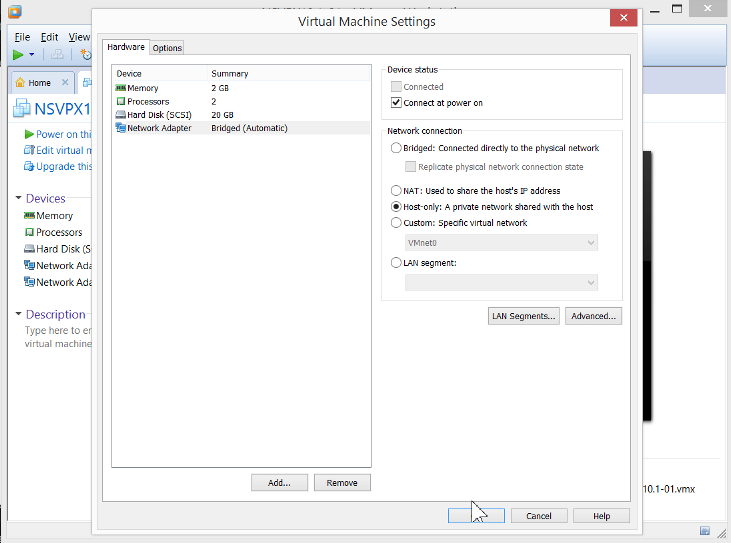 Virtual Machine Settings
File Edit View
Home
NSVPX1
Power on thi
Edit virtual m
Upgrade this
Devices
Memory
Processors
Hard Disk (S
Network Ada
Network Ada
Description
Type here to er
virtual machine
Hardware Options
Device Summary
Memory 2 GB
Processors 2
Hard Disk (SCSI) 20 GB
Network Adapter Bridged (Automatic)
Add... Remove
Device status
Connected
Connect at power on
Network connection
Bridged: Connected directly to the physical network
Replicate physical network connection state
NAT: Used to share the host's IP address
Host-only: A private network shared with the host
Custom: Specific virtual network
VMnet0
LAN segment:
LAN Segments... Advanced...
10.1-01.vmx
Cancel Help